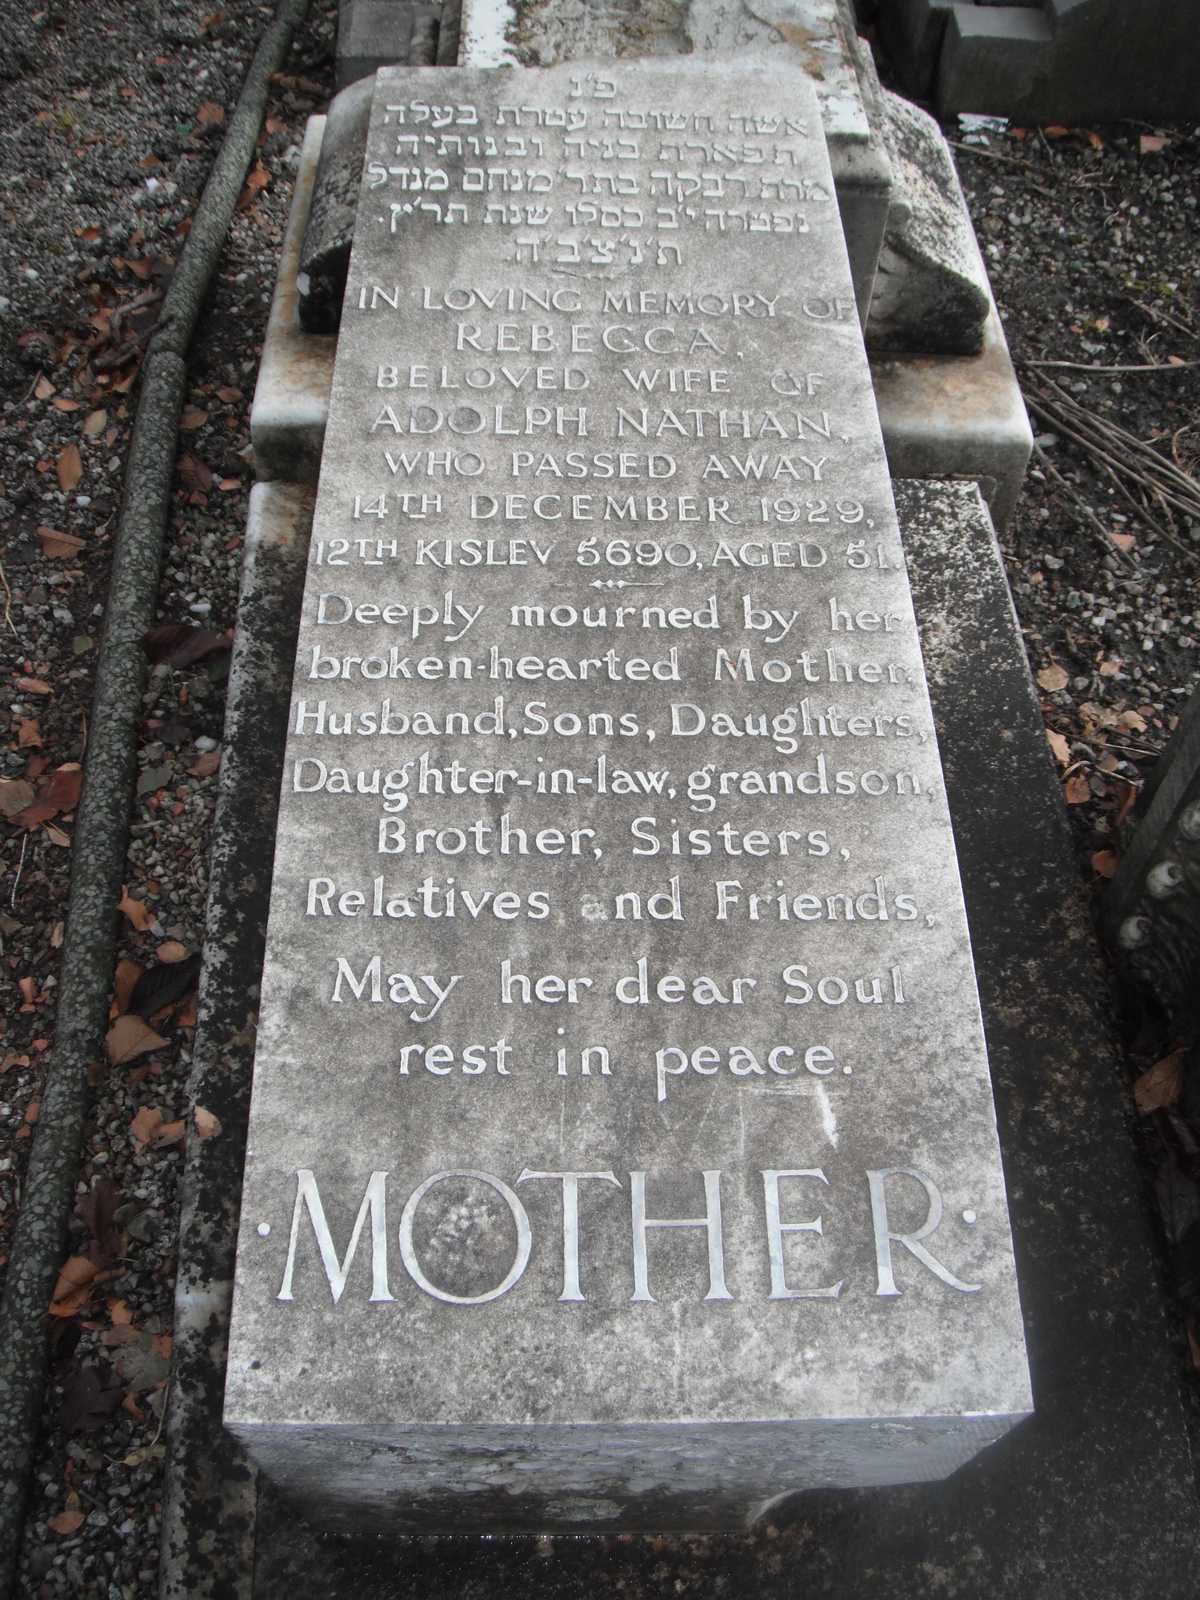 פ״נ
אשה חשובה עטרת בעלה
תפארת בניה ובנותיה
מרת רבקה בת ר׳ מנחם מנדל
נפטרה י״ב כסלו שנת תר״ץ.
ת׳נ׳צ׳ב׳ה.
IN LOVING MEMORY OF
REBECCA,
BELOVED WIFE OF
ADOLPH NATHAN,
WHO PASSED AWAY
14TH DECEMBER 1929,
12TH KISLEV 5690, AGED 51.
Deeply mourned by her
broken-hearted Mother,
Husband, Sons, Daughters,
Daughter-in-law, grandson,
Brother, Sisters,
Relatives and Friends,
May her dear Soul
rest in peace.
·MOTHER·